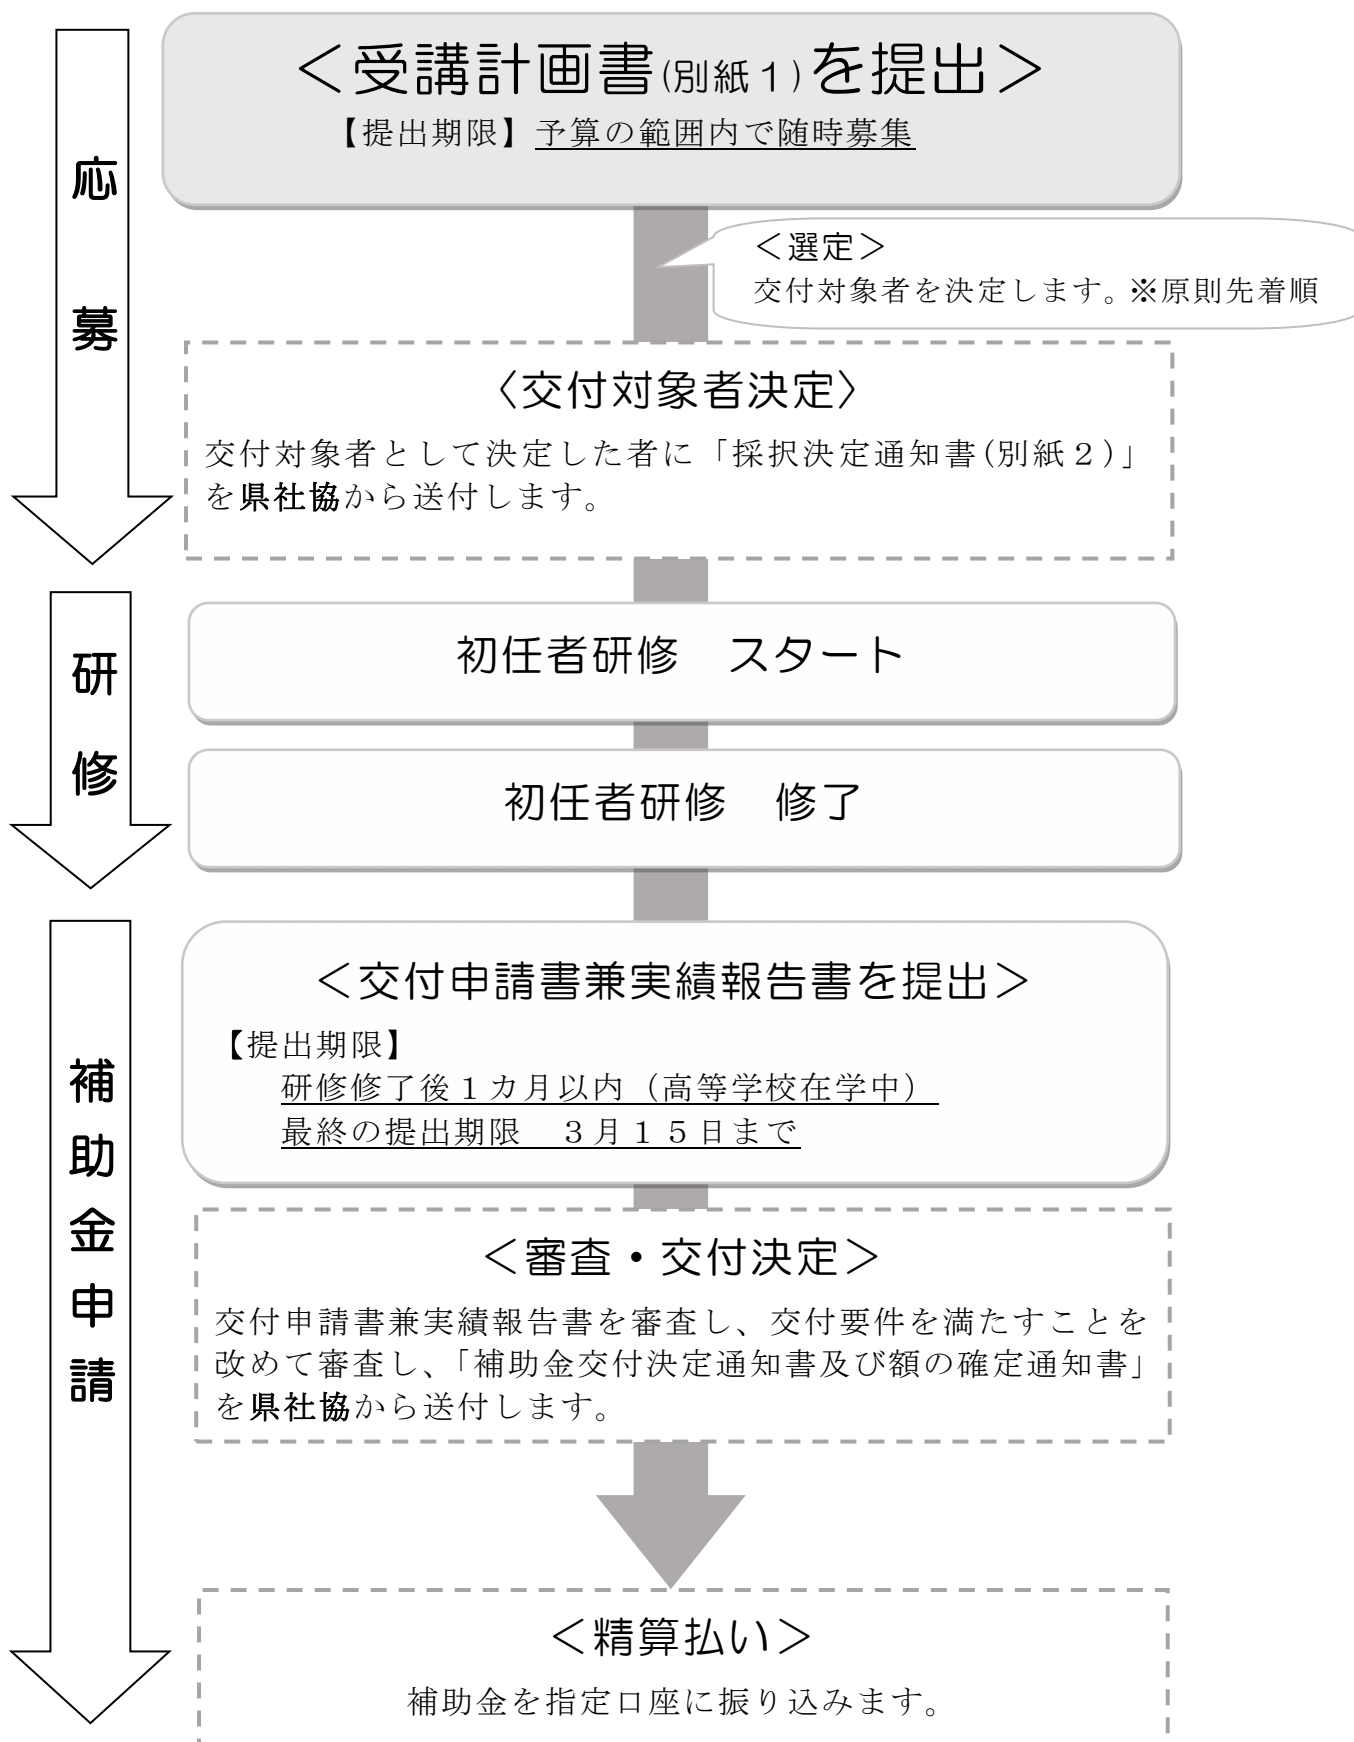 応募
＜受講計画書(別紙１)を提出＞
【提出期限】予算の範囲内で随時募集
＜選定＞
交付対象者を決定します。※原則先着順
〈交付対象者決定〉
交付対象者として決定した者に「採択決定通知書(別紙２)」
を県社協から送付します。
研修
初任者研修　スタート
初任者研修　修了
補助金申請
＜交付申請書兼実績報告書を提出＞
【提出期限】
研修修了後１カ月以内（高等学校在学中）
最終の提出期限　３月１５日まで
＜審査・交付決定＞
交付申請書兼実績報告書を審査し、交付要件を満たすことを
改めて審査し、「補助金交付決定通知書及び額の確定通知書」
を県社協から送付します。
＜精算払い＞
補助金を指定口座に振り込みます。